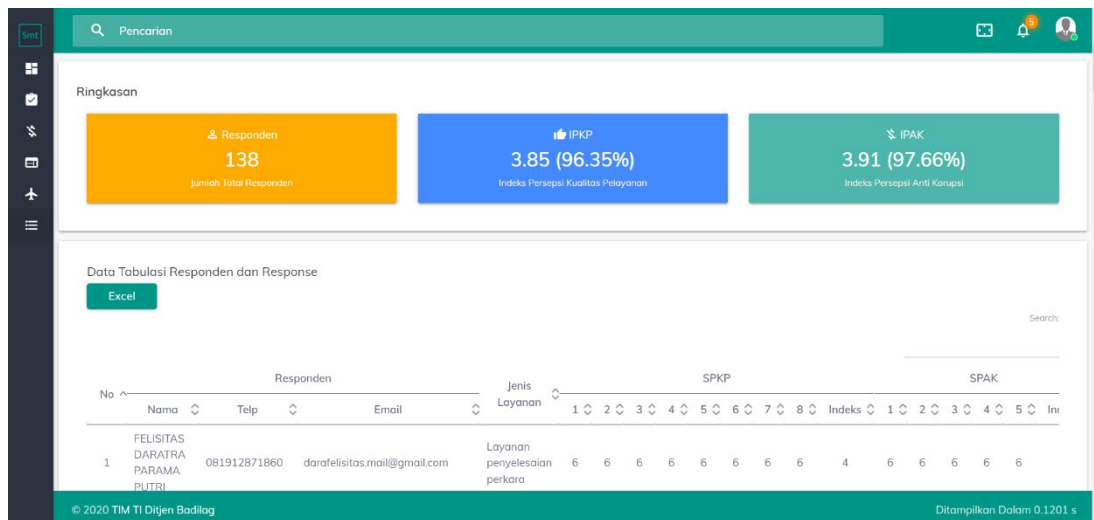 Smt
Pencarian
5
Ringkasan
Responden
138
Jumlah Total Responden
IPKP
3.85 (96.35%)
Indeks Persepsi Kualitas Pelayanan
IPAK
3.91 (97.66%)
Indeks Persepsi Anti Korupsi
Data Tabulasi Responden dan Response
Excel
Search:
No
Responden
Jenis Layanan
SPKP
SPAK
Nama Telp Email 1 2 3 4 5 6 7 8 Indeks 1 2 3 4 5
1 FELISITAS DARATRA PARAMA PUTRI 081912871860 darafelisitas.mail@gmail.com Layanan penyelesaian perkara 6 6 6 6 6 6 6 6 4 6 6 6 6 6
© 2020 TIM TI Ditjen Badilag
Ditampilkan Dalam 0.1201 s